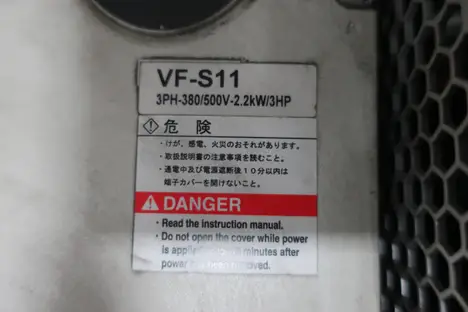 VF-S11
3PH-380/500V-2.2kW/3HP
危 険
・けが、感電、火災のおそれがあります。
・取扱説明書の注意事項を読むこと。
・通電中及び電源遮断後10分以内は
端子カバーを開けないこと。
DANGER
・Read the instruction manual.
・Do not open the cover while power
is minutes after
power